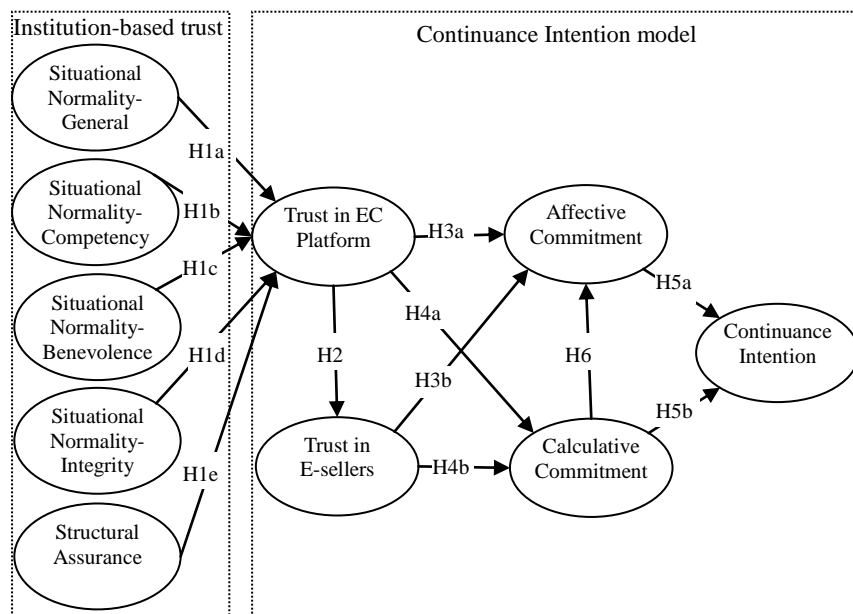 Institution-based trust
Situational
Normality-
General
Situational
Normality-
Competency
Situational
Normality-
Benevolence
Situational
Normality-
Integrity
Structural
Assurance
H1a
H1b
H1c
H1d
H1e
Continuance Intention model
Trust in EC
Platform
H3a
Affective
Commitment
H5a
H4a
H2
H3b
H6
Continuance
Intention
H5b
Trust in
E-sellers
H4b
Calculative
Commitment